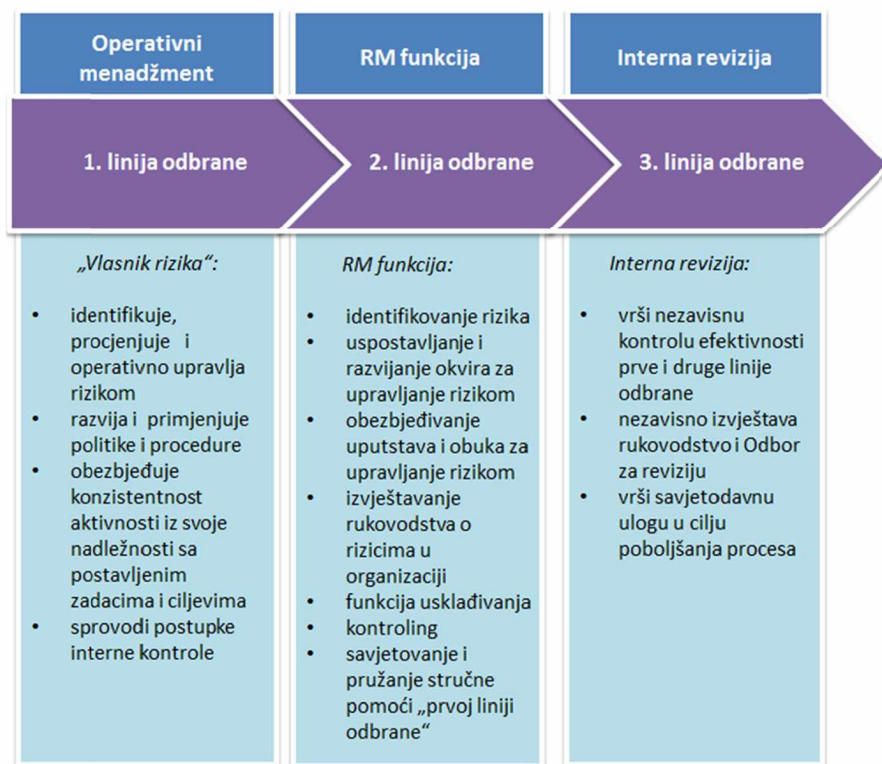 Operativni
menadžment
RM funkcija
Interna revizija
1. linija odbrane
2. linija odbrane
3. linija odbrane
„Vlasnik rizika“:
• identifikuje,
procjenjuje i
operativno upravlja
rizikom
• razvija i primjenjuje
politike i procedure
• obezbjeđuje
konzistentnost
aktivnosti iz svoje
nadležnosti sa
postavljenim
zadacima i ciljevima
• sprovodi postupke
interne kontrole
RM funkcija:
• identifikovanje rizika
• uspostavljanje i
razvijanje okvira za
upravljanje rizikom
• obezbjeđivanje
uputstava i obuka za
upravljanje rizikom
• izvještavanje
rukovodstva o
rizicima u
organizaciji
• funkcija usklađivanja
• kontroling
• savjetovanje i
pružanje stručne
pomoći „prvoj liniji
odbrane“
Interna revizija:
• vrši nezavisnu
kontrolu efektivnosti
prve i druge linije
odbrane
• nezavisno izvještava
rukovodstvo i Odbor
za reviziju
• vrši savjetodavnu
ulogu u cilju
poboljšanja procesa